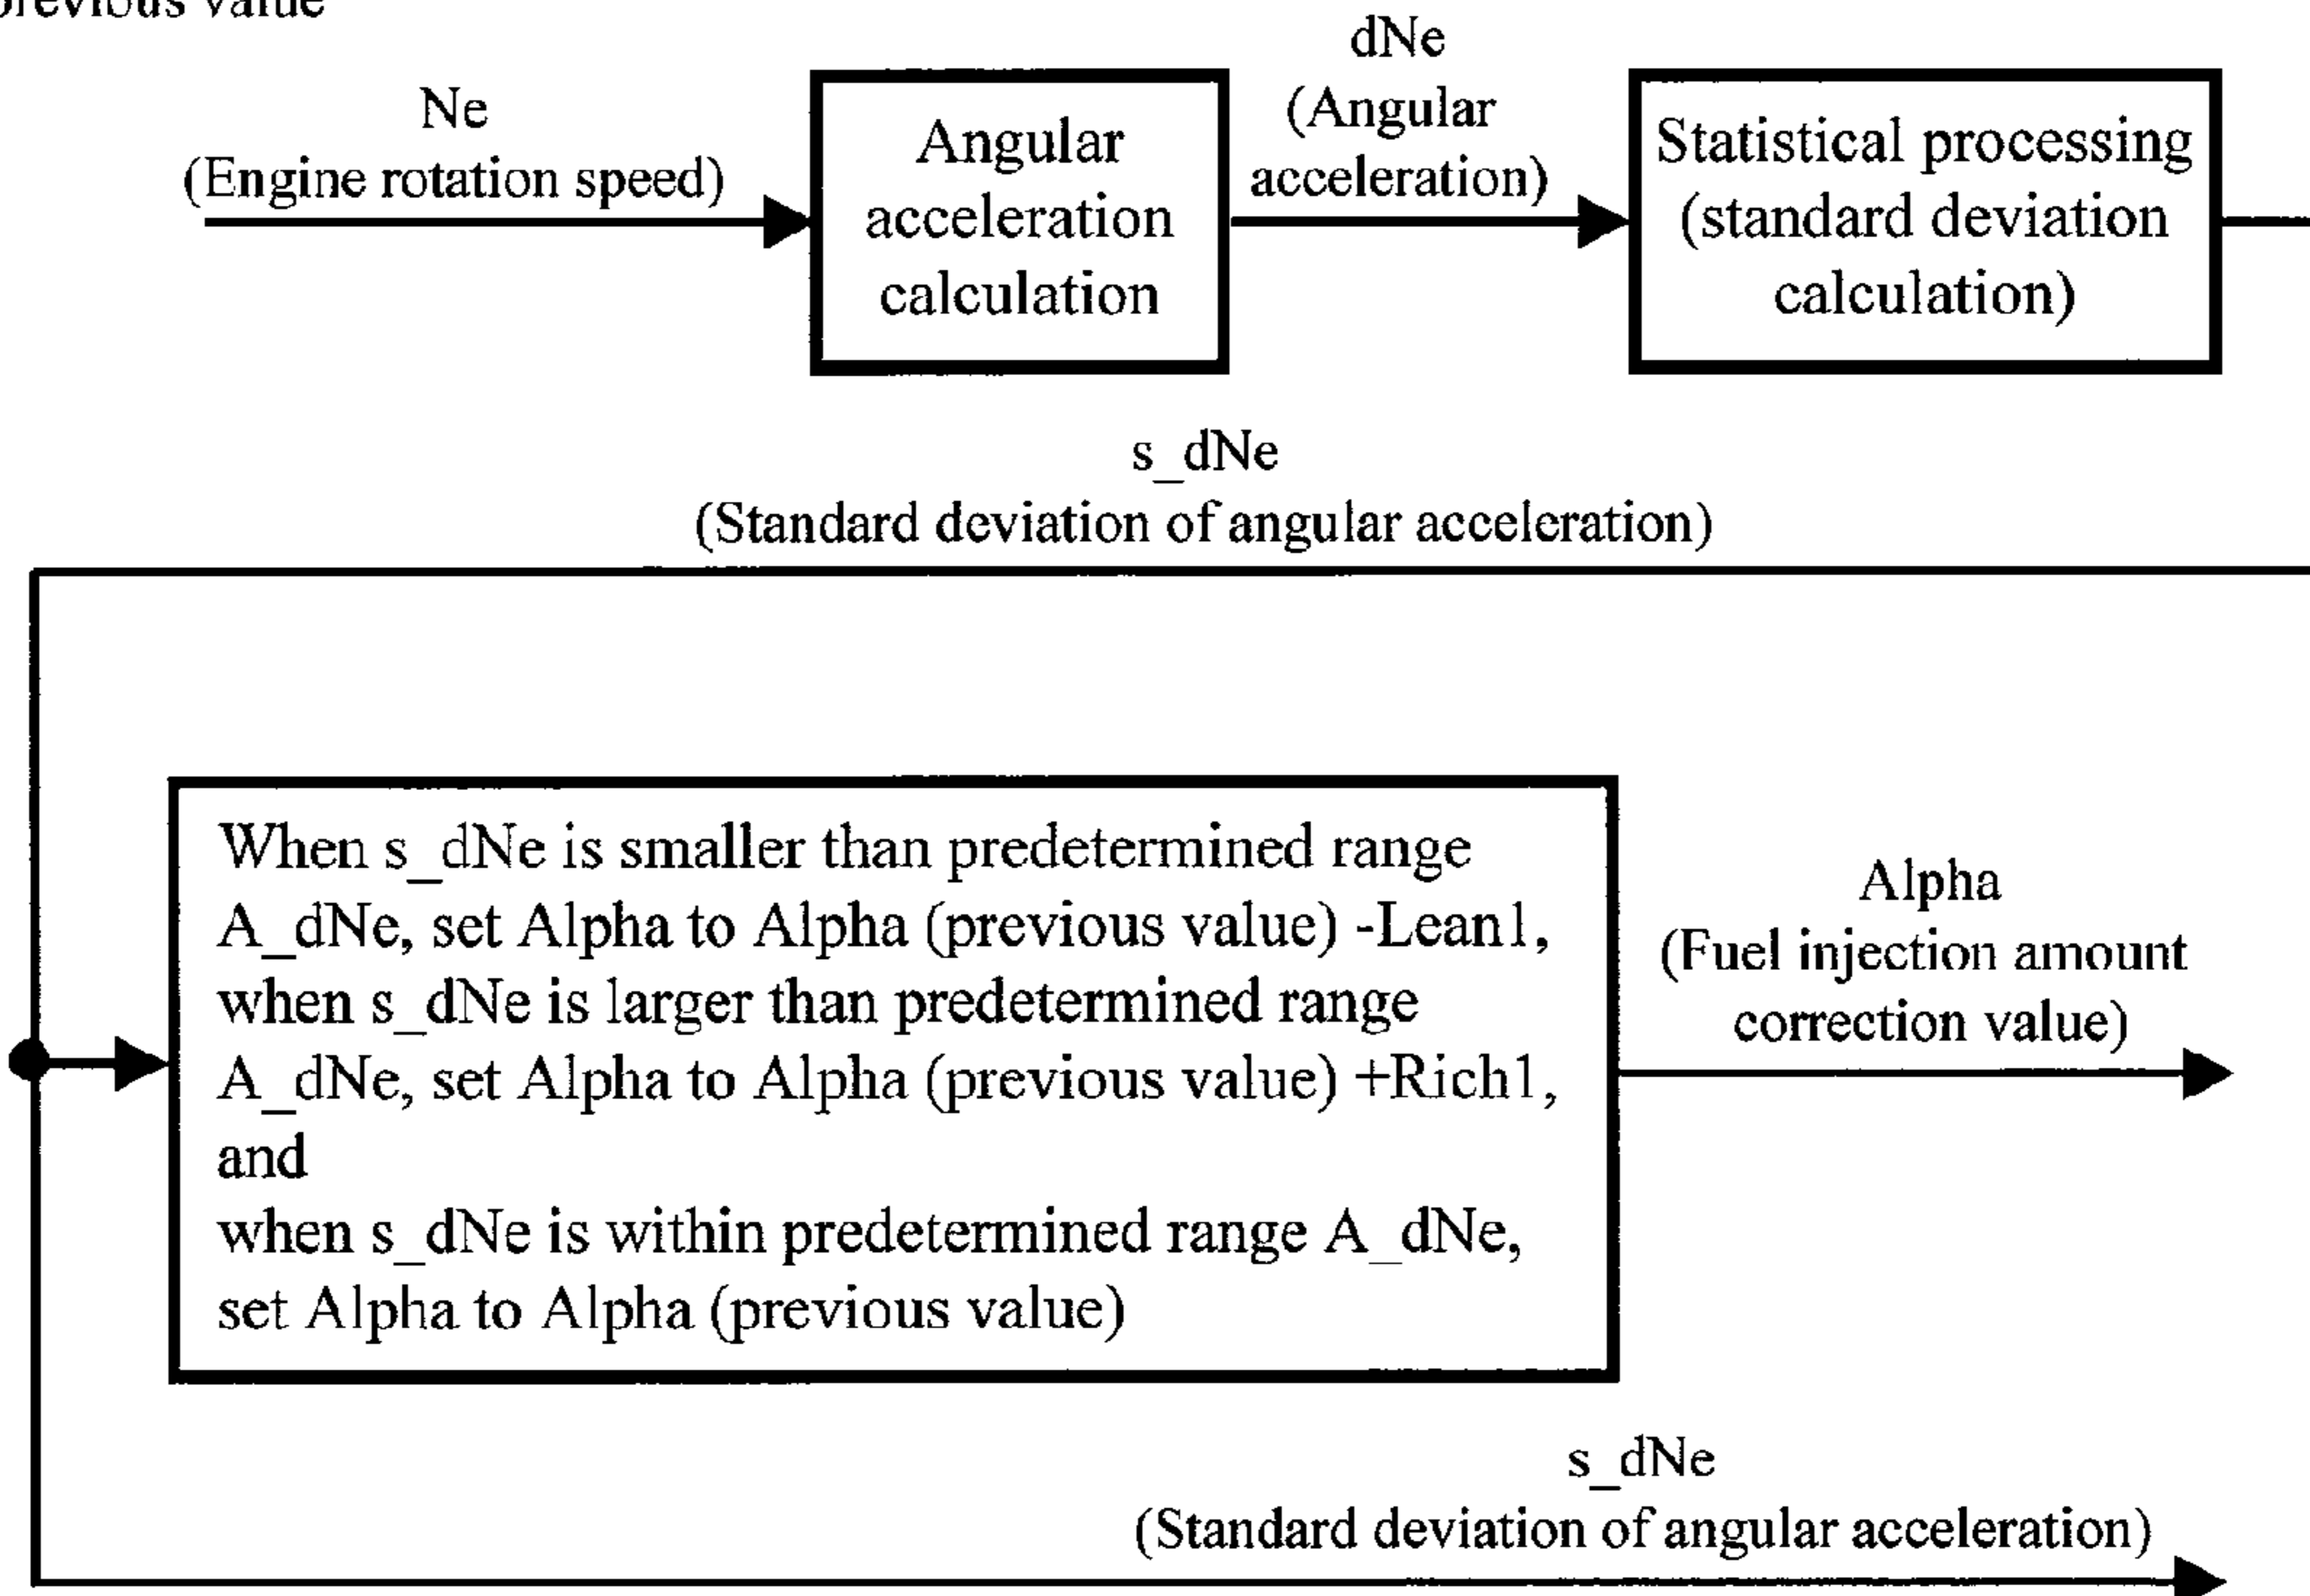 previous value
Ne
(Engine rotation speed)
Angular
acceleration
calculation
dNe
(Angular
acceleration)
Statistical processing
(standard deviation
calculation)
s_dNe
(Standard deviation of angular acceleration)
When s_dNe is smaller than predetermined range
A_dNe, set Alpha to Alpha (previous value) -Lean1,
when s_dNe is larger than predetermined range
A_dNe, set Alpha to Alpha (previous value) +Rich1,
and
when s_dNe is within predetermined range A_dNe,
set Alpha to Alpha (previous value)
Alpha
(Fuel injection amount
correction value)
s_dNe
(Standard deviation of angular acceleration)